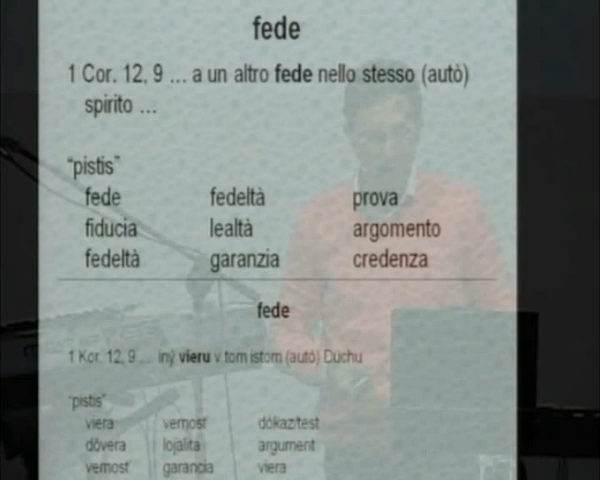 fede
1 Cor. 12, 9 ... a un altro fede nello stesso (autò)
spirito ...
"pistis"
fede fedeltà prova
fiducia lealtà argomento
fedeltà garanzia credenza
fede
1 Kor. 12, 9 ... iný vieru v tom istom (autó) Duchu
"pistis"
viera vernosť dôkaz/test
dôvera lojalita argument
vernosť garancia viera